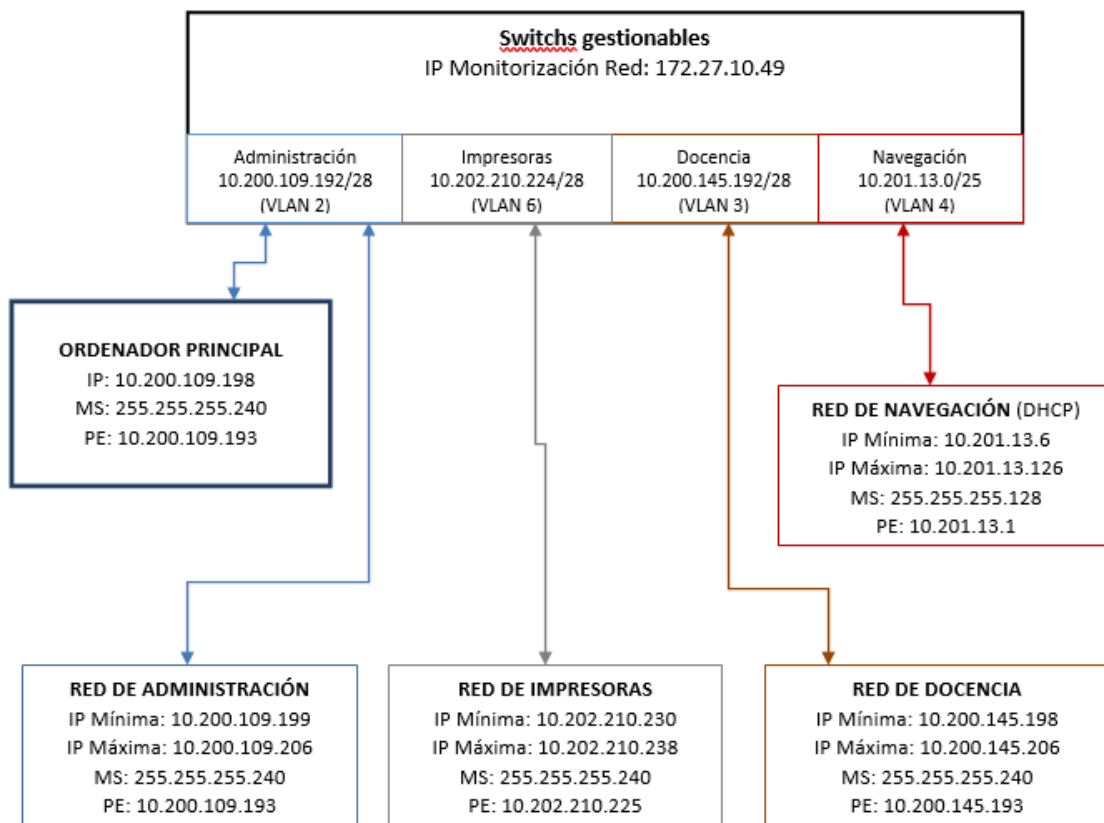 Switchs gestionables
IP Monitorización Red: 172.27.10.49
Administración
10.200.109.192/28
(VLAN 2)
Impresoras
10.202.210.224/28
(VLAN 6)
Docencia
10.200.145.192/28
(VLAN 3)
Navegación
10.201.13.0/25
(VLAN 4)
ORDENADOR PRINCIPAL
IP: 10.200.109.198
MS: 255.255.255.240
PE: 10.200.109.193
RED DE NAVEGACIÓN (DHCP)
IP Mínima: 10.201.13.6
IP Máxima: 10.201.13.126
MS: 255.255.255.128
PE: 10.201.13.1
RED DE ADMINISTRACIÓN
IP Mínima: 10.200.109.199
IP Máxima: 10.200.109.206
MS: 255.255.255.240
PE: 10.200.109.193
RED DE IMPRESORAS
IP Mínima: 10.202.210.230
IP Máxima: 10.202.210.238
MS: 255.255.255.240
PE: 10.202.210.225
RED DE DOCENCIA
IP Mínima: 10.200.145.198
IP Máxima: 10.200.145.206
MS: 255.255.255.240
PE: 10.200.145.193